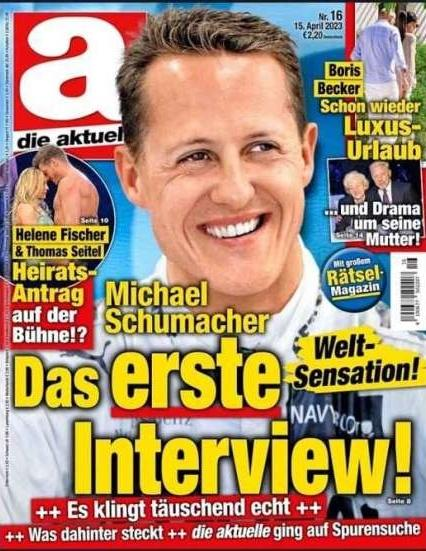 a
die aktuel
Nr. 16
15. April 2023
€2,20
Boris
Becker
Schon wieder
Luxus-
Urlaub
...und Drama
um seine
Mutter!
Seite 14
Seite 10
Helene Fischer
& Thomas Seitel
Heirats-
Antrag
auf der
Bühne!?
Mit großem
Rätsel-
Magazin
Michael
Schumacher
Welt-
Sensation!
Das erste
Interview!
Seite 8
++ Es klingt täuschend echt ++
++ Was dahinter steckt ++ die aktuelle ging auf Spurensuche